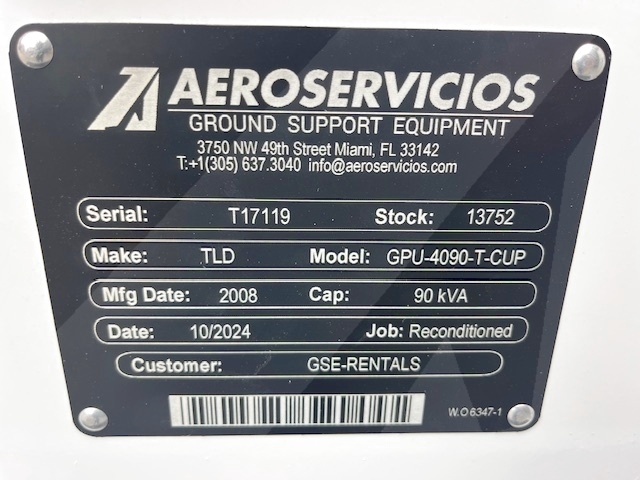 AEROSERVICIOS
GROUND SUPPORT EQUIPMENT
3750 NW 49th Street Miami, FL 33142
T:+1(305) 637.3040 info@aeroservicios.com
Serial: T17119 Stock: 13752
Make: TLD Model: GPU-4090-T-CUP
Mfg Date: 2008 Cap: 90 kVA
Date: 10/2024 Job: Reconditioned
Customer: GSE-RENTALS
W.O 6347-1